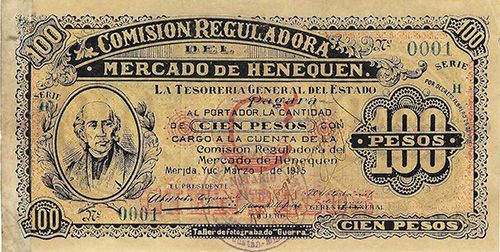 100
COMISION REGULADORA
100
DEL
Nº 0001
MERCADO DE HENEQUEN.
SERIE
H
LA TESORERIA GENERAL DEL ESTADO
Pagará
SERIE
AL PORTADOR LA CANTIDAD
DE CIEN PESOS CON
CARGO A LA CUENTA DE LA
Comision Reguladora del
Mercado de Henequen
Merida, Yuc. Marzo 1º de 1915
100
PESOS
EL PRESIDENTE
EL GERENTE
100
Nº 0001
CAJERO
CIEN PESOS
Taller de fotograbado "Guerra"